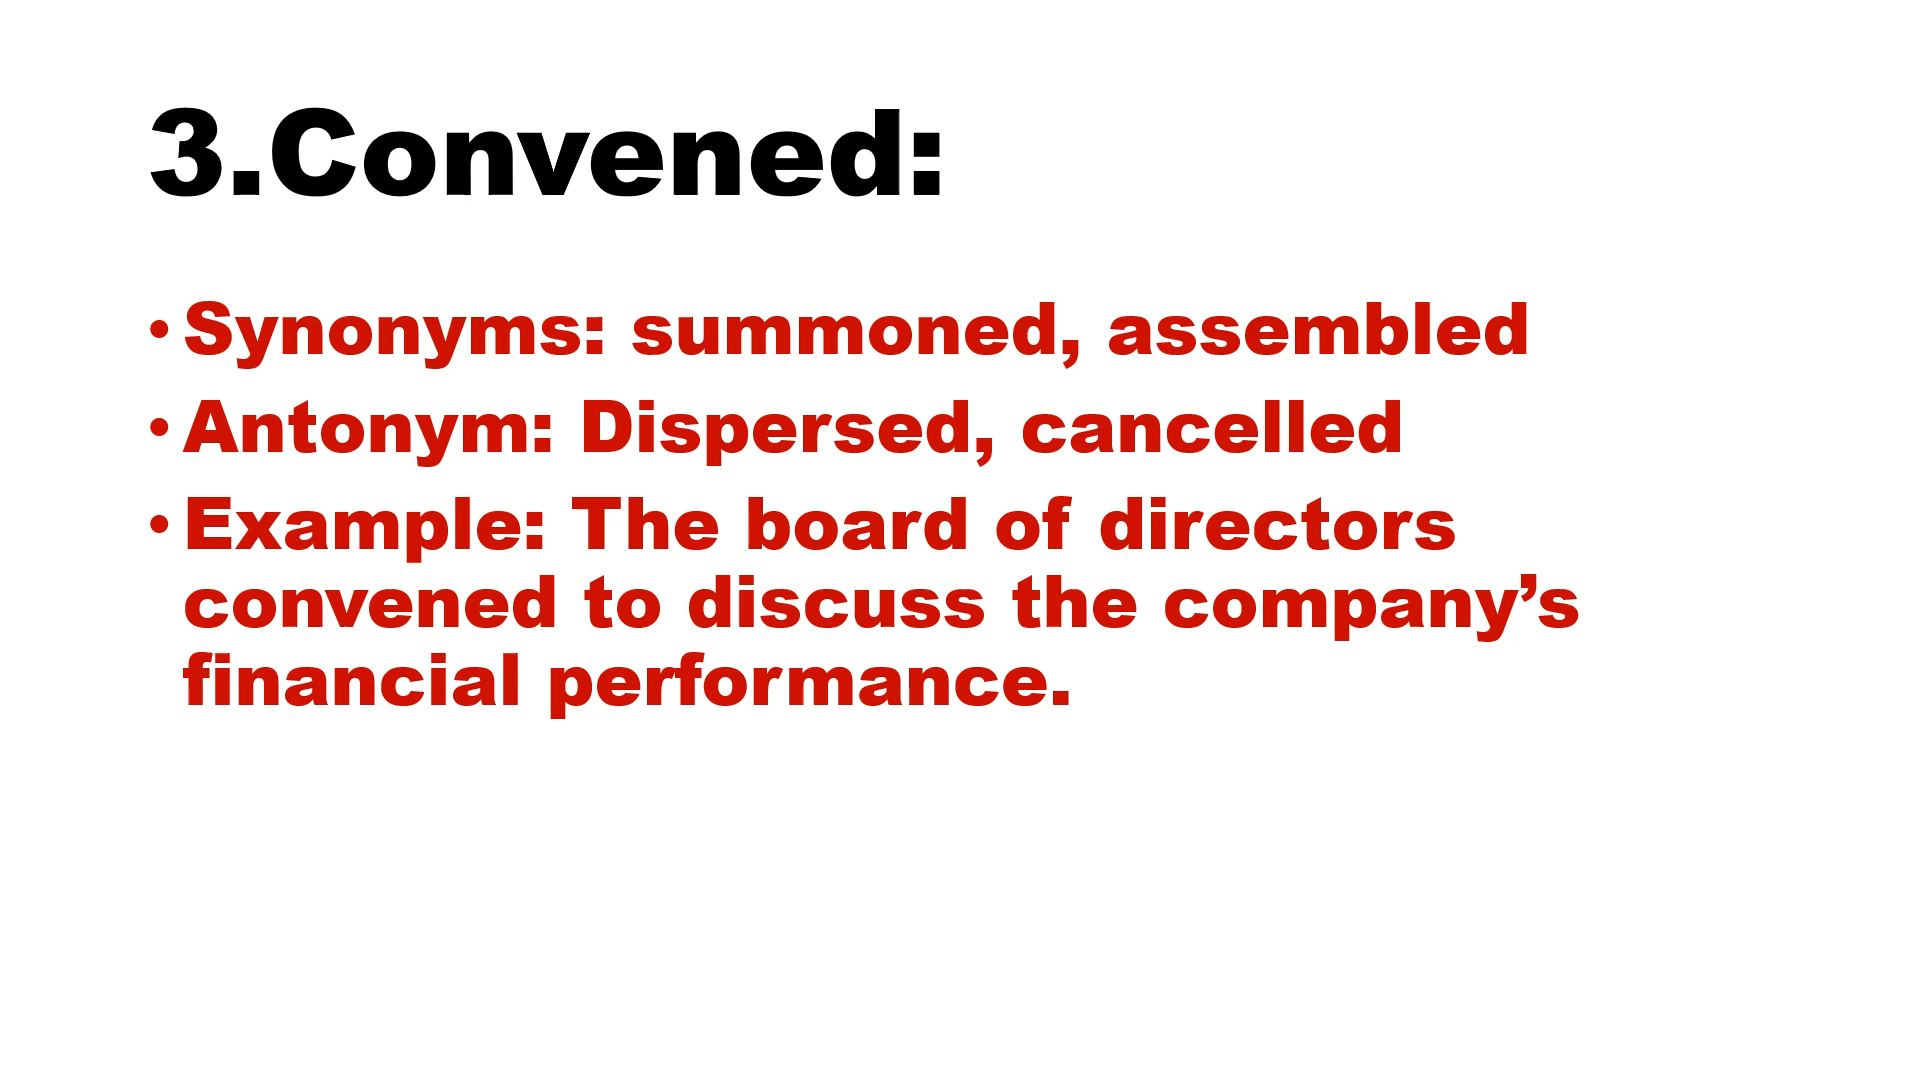 3.Convened:
• Synonyms: summoned, assembled
• Antonym: Dispersed, cancelled
• Example: The board of directors
convened to discuss the company’s
financial performance.